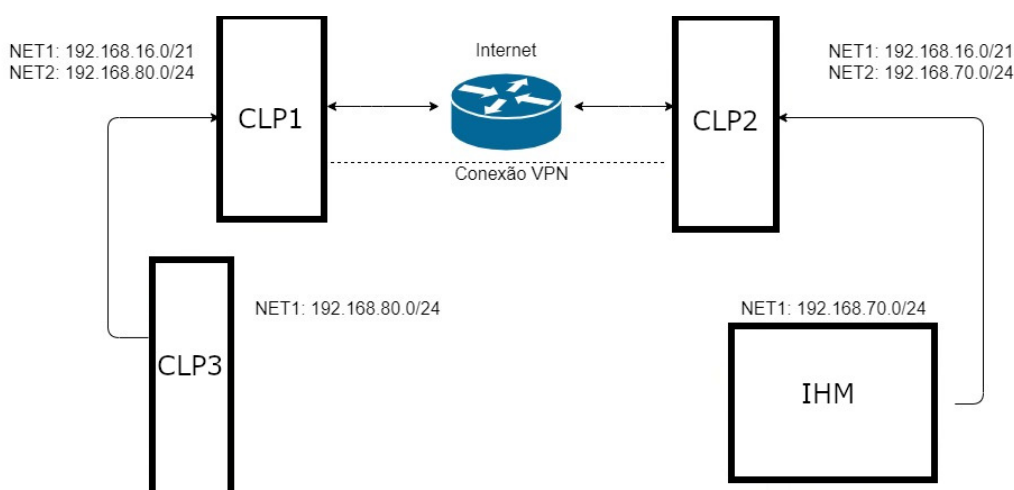 NET1: 192.168.16.0/21
NET2: 192.168.80.0/24
CLP1
Internet
Conexão VPN
NET1: 192.168.16.0/21
NET2: 192.168.70.0/24
CLP2
CLP3
NET1: 192.168.80.0/24
NET1: 192.168.70.0/24
IHM